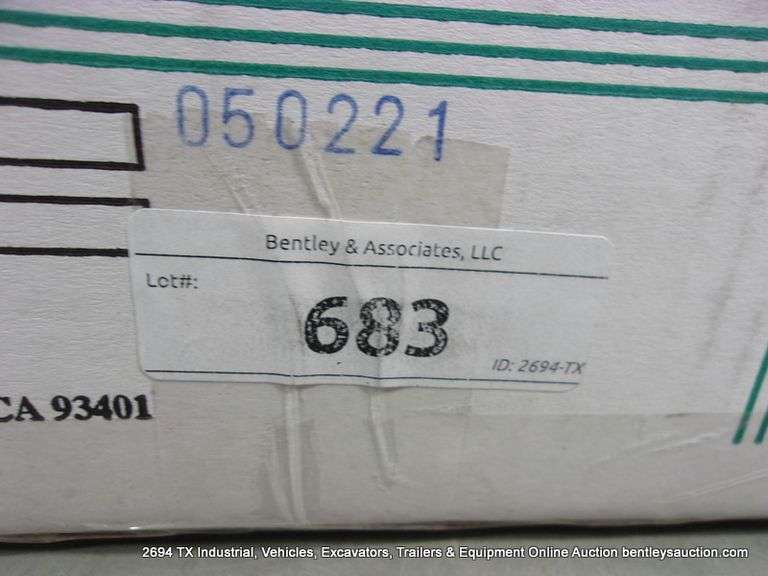 050221
Bentley & Associates, LLC
Lot#:
683
ID: 2694-TX
CA 93401
2694 TX Industrial, Vehicles, Excavators, Trailers & Equipment Online Auction bentleysauction.com